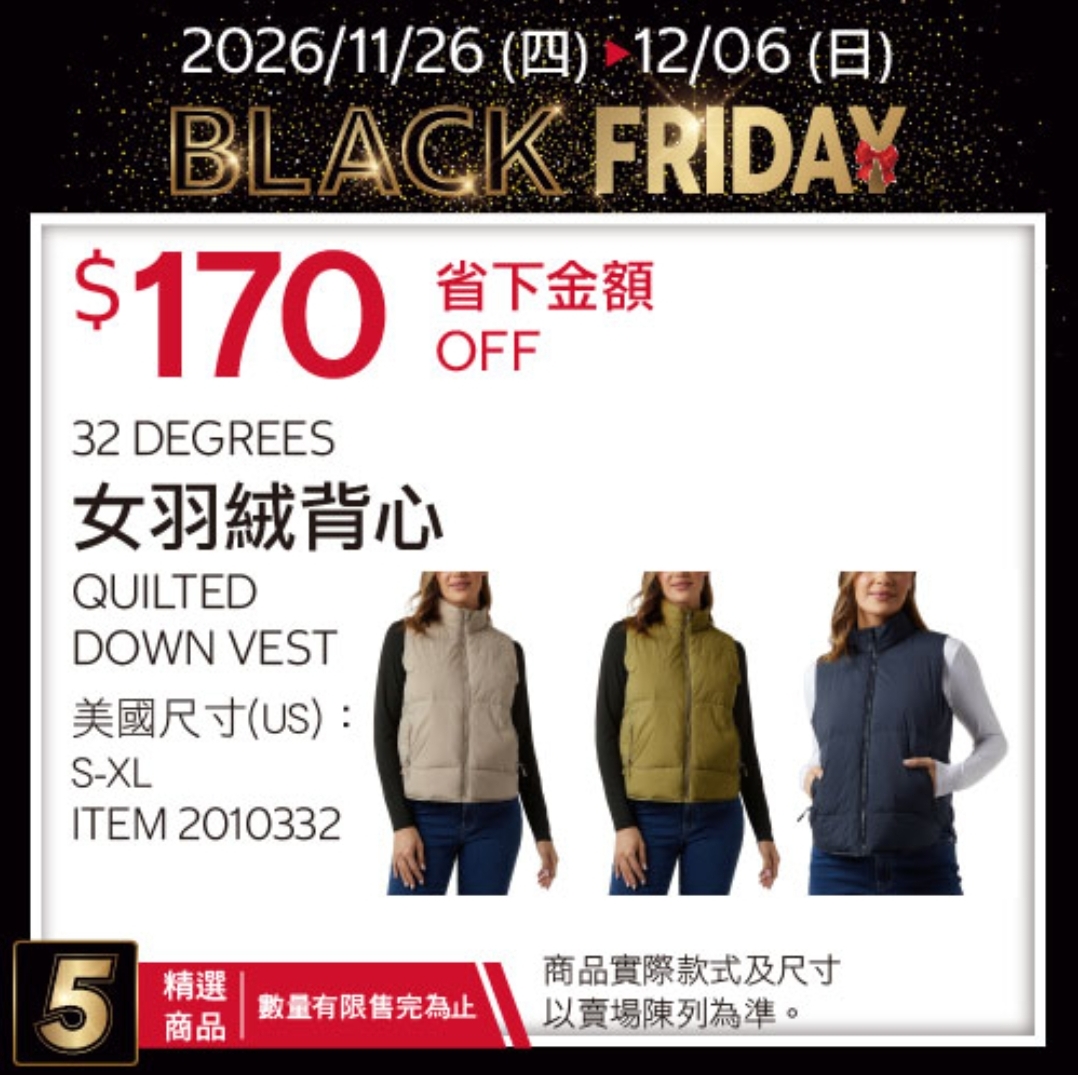 2026/11/26 (四)▶12/06 (日)
BLACK FRIDAY
$170 省下金額
OFF
32 DEGREES
女羽絨背心
QUILTED
DOWN VEST
美國尺寸(US)：
S-XL
ITEM 2010332
5
精選
商品
數量有限售完為止
商品實際款式及尺寸
以賣場陳列為準。